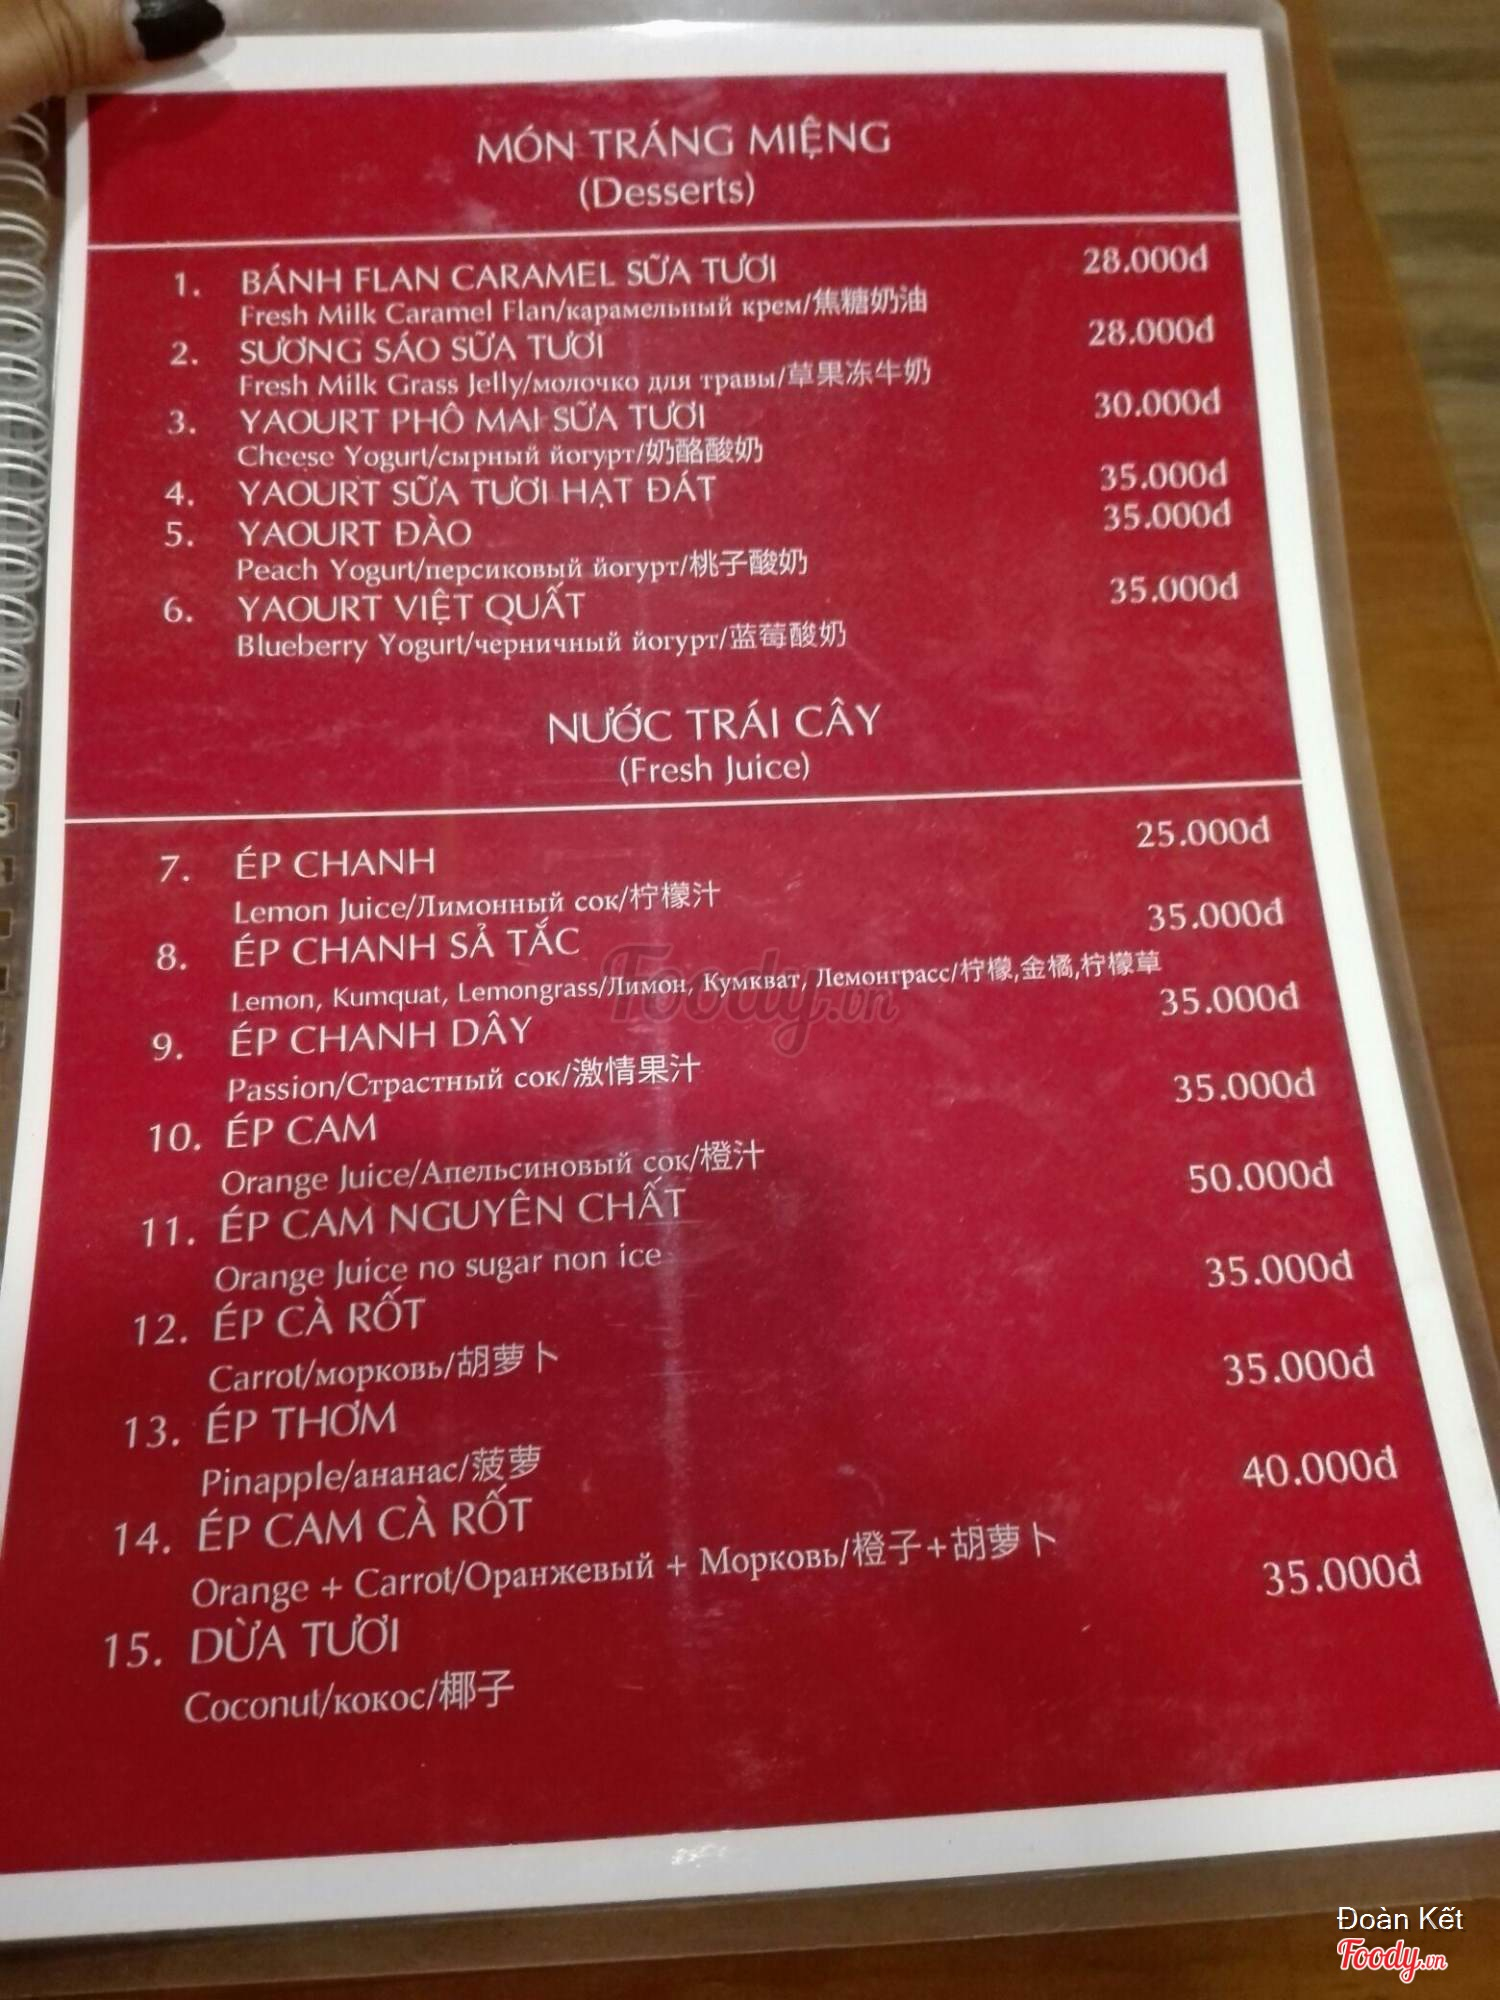 MÓN TRÁNG MIỆNG
(Desserts)
1. BÁNH FLAN CARAMEL SỮA TƯƠI 28.000đ
Fresh Milk Caramel Flan/карамельный крем/焦糖奶油
2. SƯƠNG SÁO SỮA TƯƠI 28.000đ
Fresh Milk Grass Jelly/молочко для травы/草果冻牛奶
3. YAOURT PHÔ MAI SỮA TƯƠI 30.000đ
Cheese Yogurt/сырный йогурт/奶酪酸奶
4. YAOURT SỮA TƯƠI HẠT ĐÁT 35.000đ
5. YAOURT ĐÀO 35.000đ
Peach Yogurt/персиковый йогурт/桃子酸奶
6. YAOURT VIỆT QUẤT 35.000đ
Blueberry Yogurt/черничный йогурт/蓝莓酸奶
NƯỚC TRÁI CÂY
(Fresh Juice)
7. ÉP CHANH 25.000đ
Lemon Juice/Лимонный сок/柠檬汁
8. ÉP CHANH SẢ TẮC 35.000đ
Lemon, Kumquat, Lemongrass/Лимон, Кумкват, Лемонграсс/柠檬,金橘,柠檬草
9. ÉP CHANH DÂY 35.000đ
Passion/Страстный сок/激情果汁
10. ÉP CAM 35.000đ
Orange Juice/Апельсиновый сок/橙汁
11. ÉP CAM NGUYÊN CHẤT 50.000đ
Orange Juice no sugar non ice
12. ÉP CÀ RỐT 35.000đ
Carrot/морковь/胡萝卜
13. ÉP THƠM 35.000đ
Pinapple/ананас/菠萝
14. ÉP CAM CÀ RỐT 40.000đ
Orange + Carrot/Оранжевый + Морковь/橙子+胡萝卜
15. DỪA TƯƠI 35.000đ
Coconut/кокос/椰子
Foody.vn
Đoàn Kết
Foody.vn